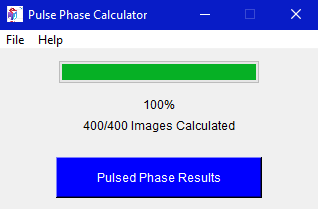 Pulse Phase Calculator
File Help
100%
400/400 Images Calculated
Pulsed Phase Results